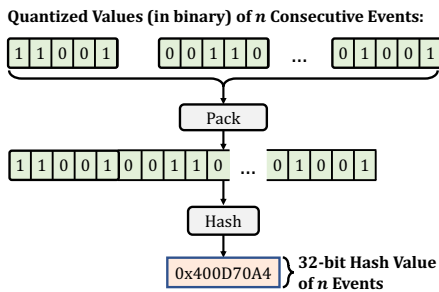 Quantized Values (in binary) of n Consecutive Events:
1 1 0 0 1 0 0 1 1 0 ... 0 1 0 0 1
Pack
1 1 0 0 1 0 0 1 1 0 ... 0 1 0 0 1
Hash
0x400D70A4
32-bit Hash Value
of n Events